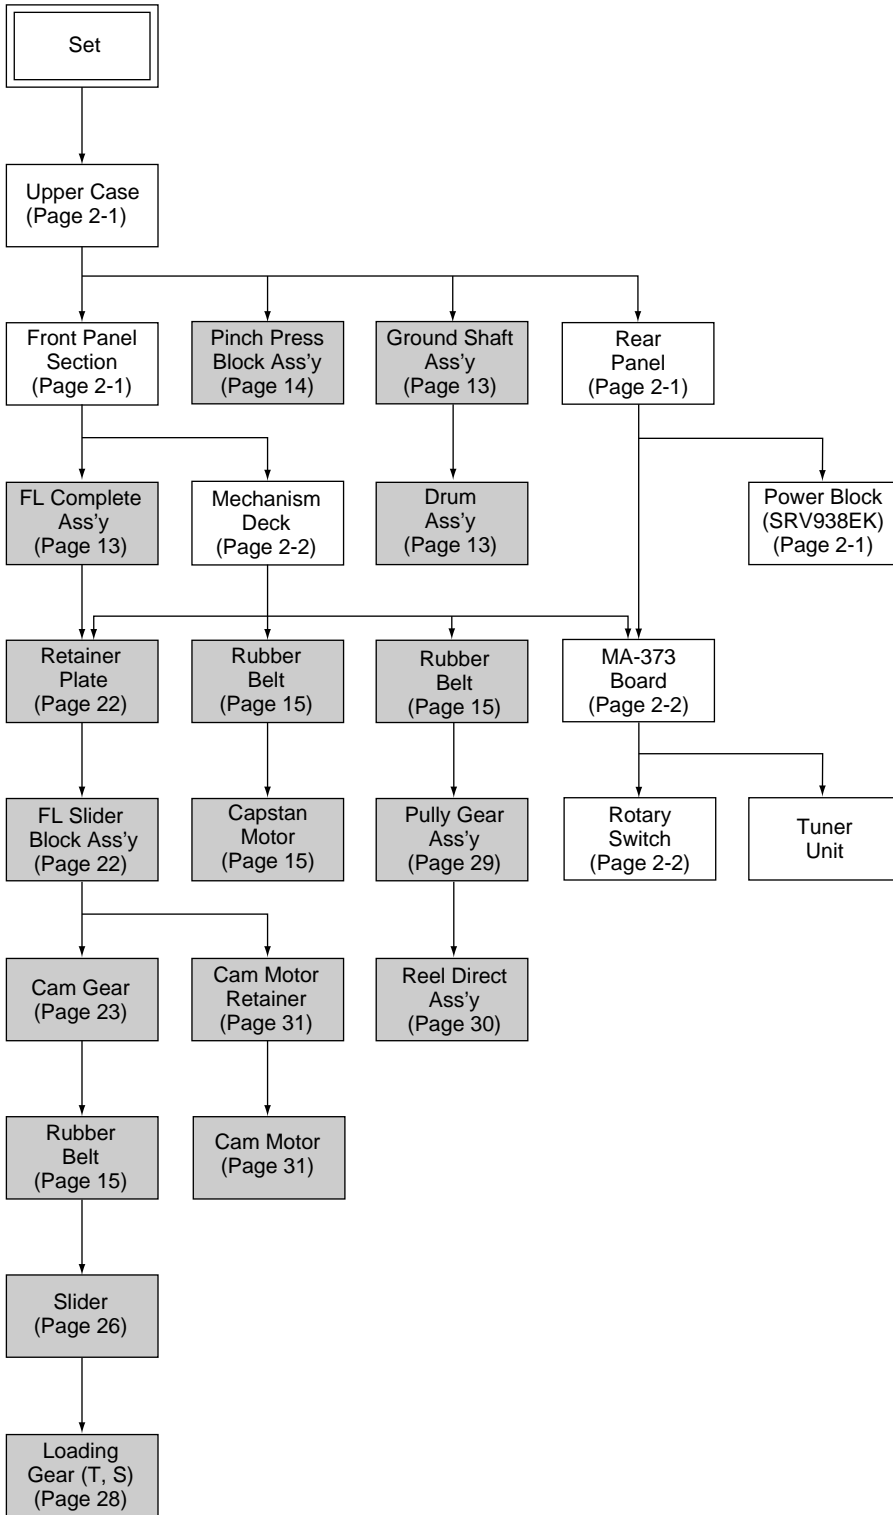 Set
Upper Case
(Page 2-1)
Front Panel
Section
(Page 2-1)
Pinch Press
Block Ass'y
(Page 14)
Ground Shaft
Ass'y
(Page 13)
Rear
Panel
(Page 2-1)
FL Complete
Ass'y
(Page 13)
Mechanism
Deck
(Page 2-2)
Drum
Ass'y
(Page 13)
Power Block
(SRV938EK)
(Page 2-1)
Retainer
Plate
(Page 22)
Rubber
Belt
(Page 15)
Rubber
Belt
(Page 15)
MA-373
Board
(Page 2-2)
FL Slider
Block Ass'y
(Page 22)
Capstan
Motor
(Page 15)
Pully Gear
Ass'y
(Page 29)
Rotary
Switch
(Page 2-2)
Tuner
Unit
Cam Gear
(Page 23)
Cam Motor
Retainer
(Page 31)
Reel Direct
Ass'y
(Page 30)
Rubber
Belt
(Page 15)
Cam Motor
(Page 31)
Slider
(Page 26)
Loading
Gear (T, S)
(Page 28)